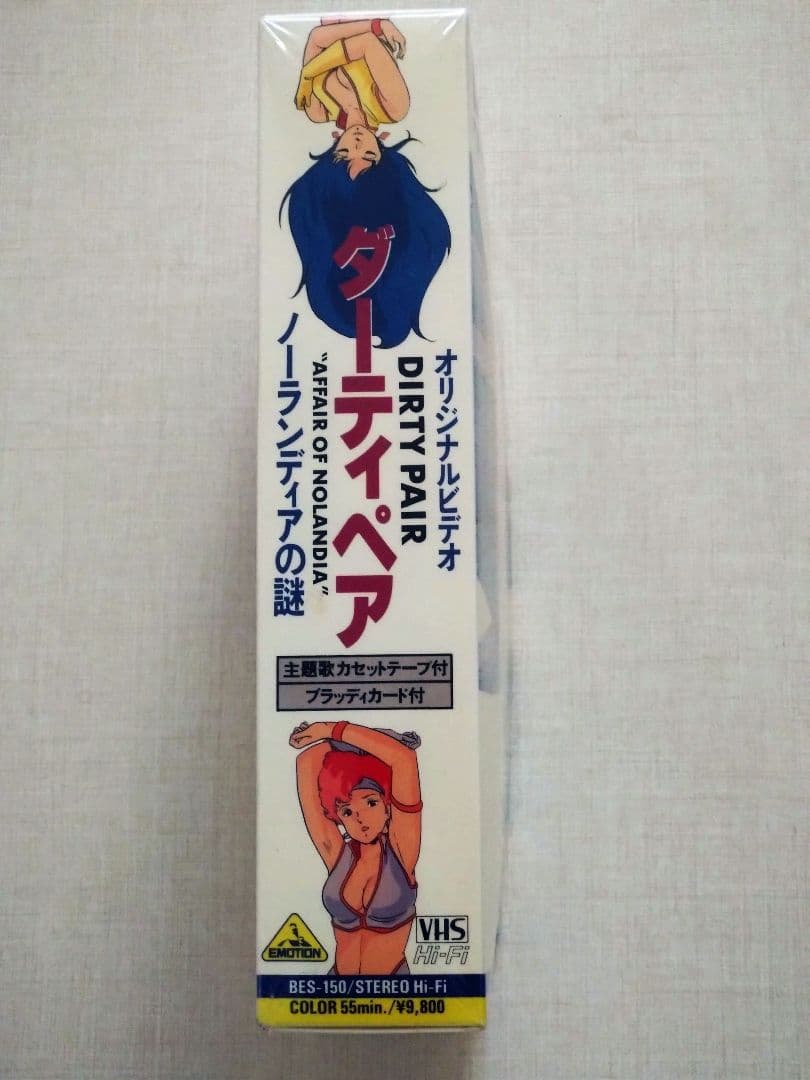 オリジナルビデオ
DIRTY PAIR
ダーティペア
"AFFAIR OF NOLANDIA"
ノーランディアの謎
主題歌カセットテープ付
ブラッディカード付
EMOTION
VHS
Hi-Fi
BES-150/STEREO Hi-Fi
COLOR 55min./¥9,800